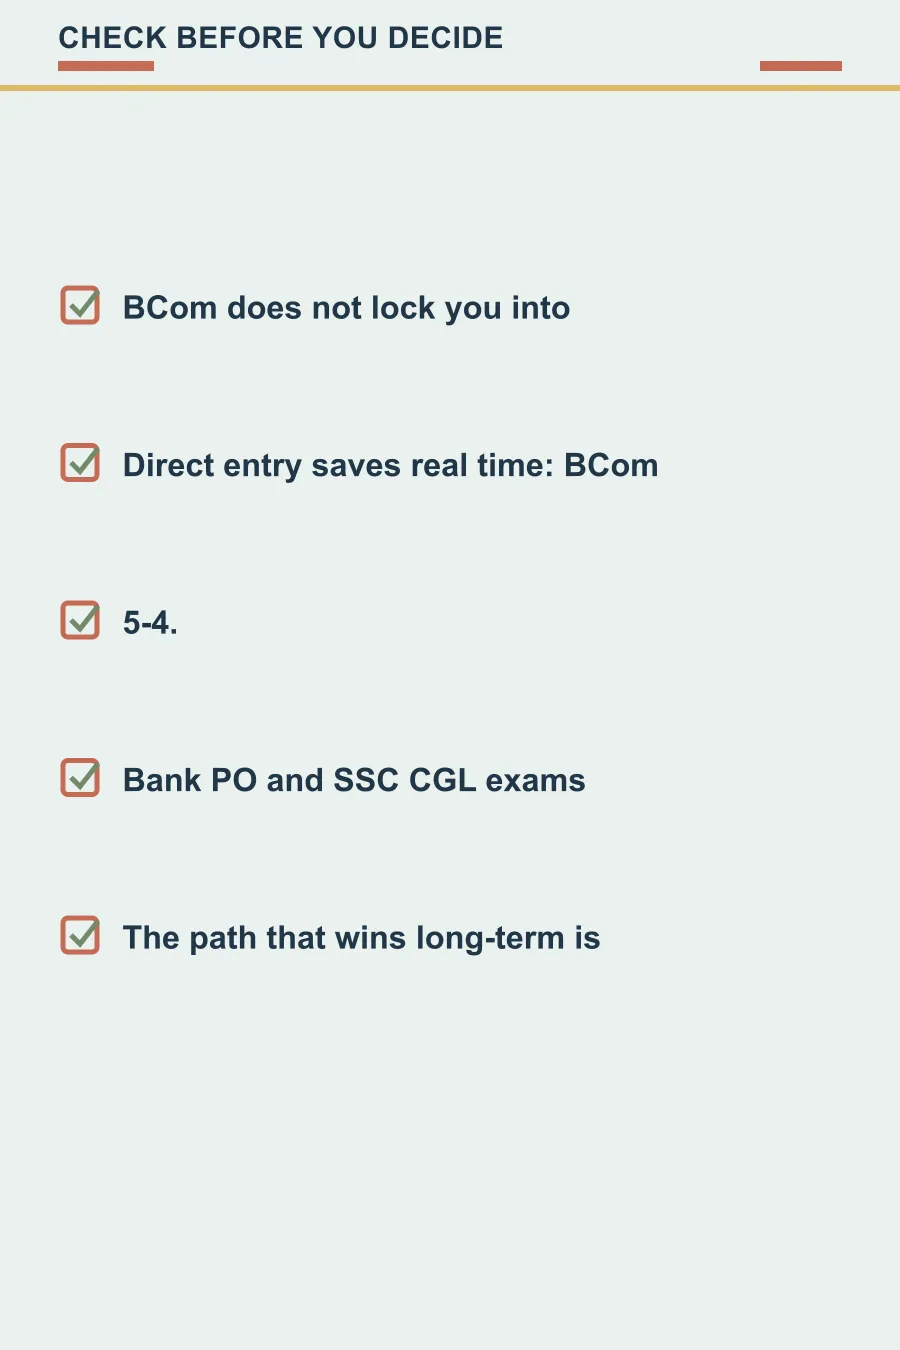 CHECK BEFORE YOU DECIDE
BCom does not lock you into
Direct entry saves real time: BCom
5-4.
Bank PO and SSC CGL exams
The path that wins long-term is